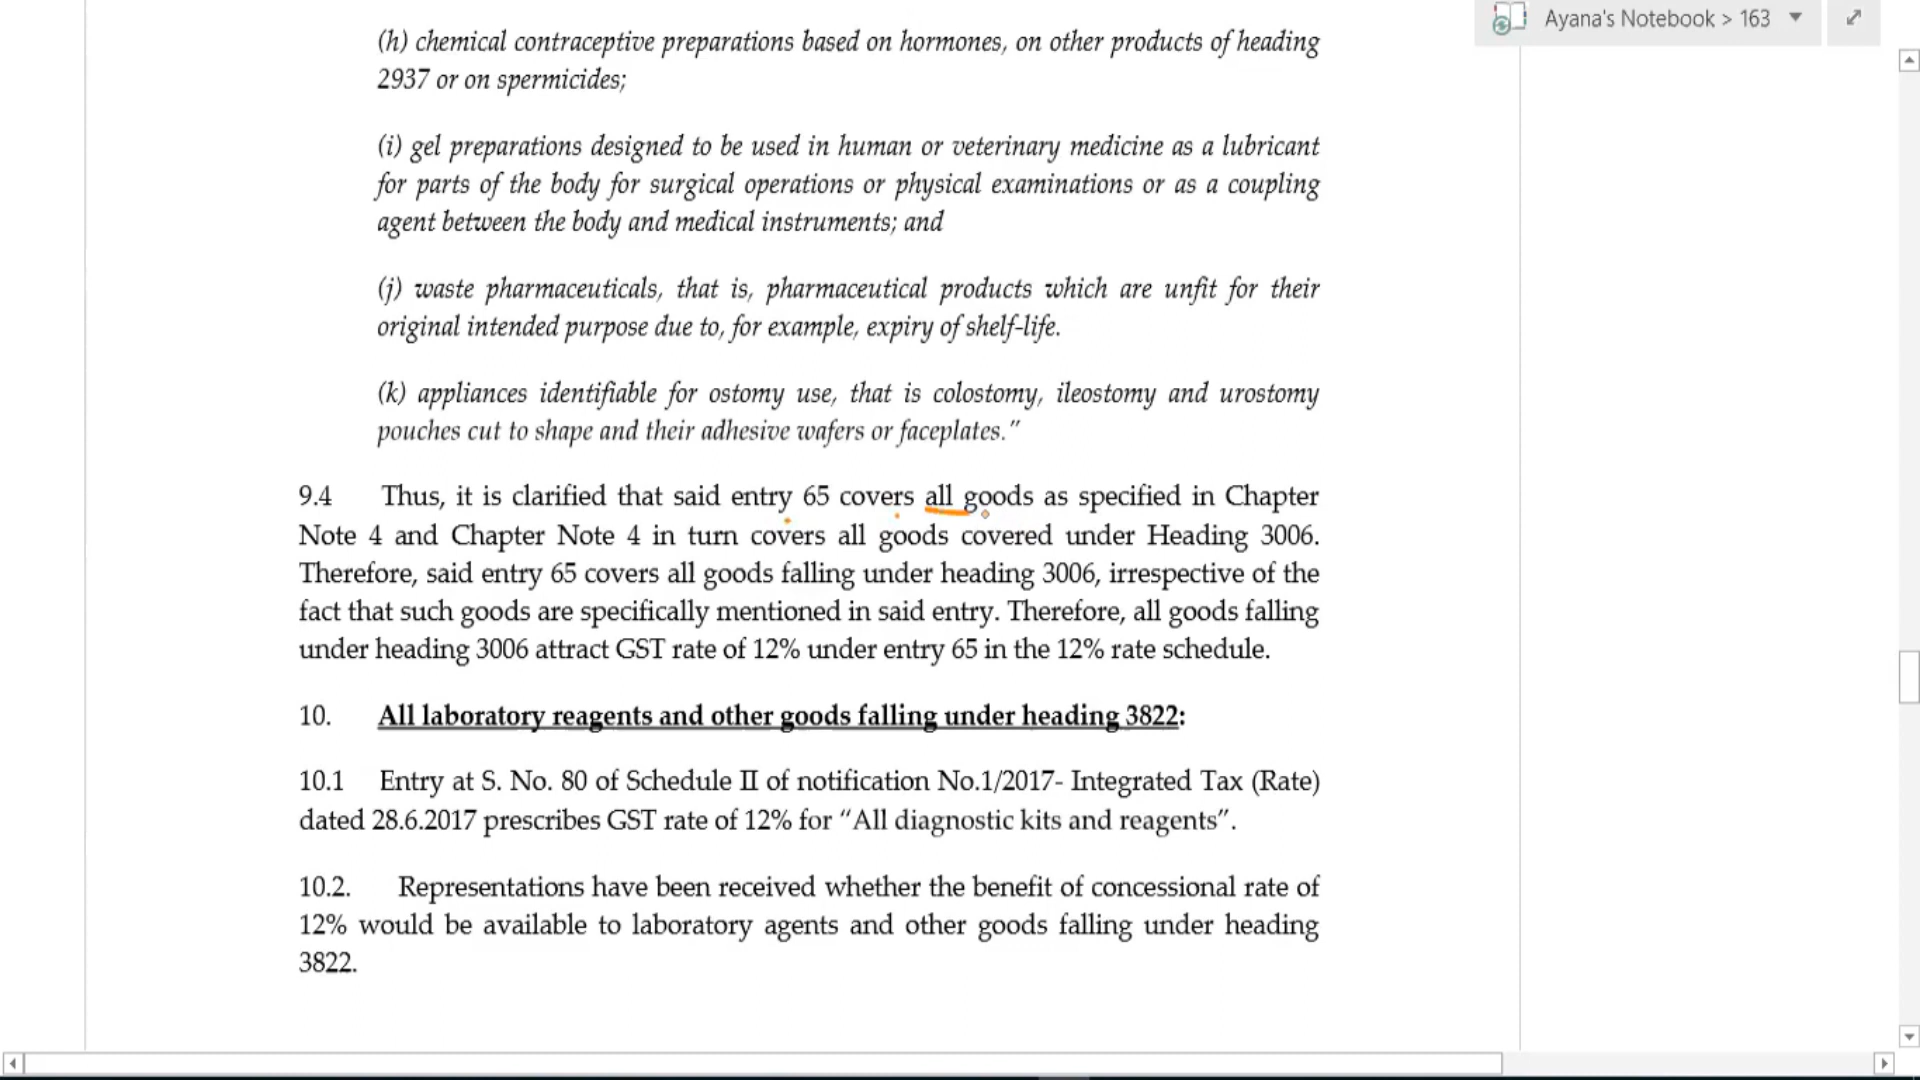 Ayana's Notebook > 163
(h) chemical contraceptive preparations based on hormones, on other products of heading
2937 or on spermicides;
(i) gel preparations designed to be used in human or veterinary medicine as a lubricant
for parts of the body for surgical operations or physical examinations or as a coupling
agent between the body and medical instruments; and
(j) waste pharmaceuticals, that is, pharmaceutical products which are unfit for their
original intended purpose due to, for example, expiry of shelf-life.
(k) appliances identifiable for ostomy use, that is colostomy, ileostomy and urostomy
pouches cut to shape and their adhesive wafers or faceplates.”
9.4 Thus, it is clarified that said entry 65 covers all goods as specified in Chapter
Note 4 and Chapter Note 4 in turn covers all goods covered under Heading 3006.
Therefore, said entry 65 covers all goods falling under heading 3006, irrespective of the
fact that such goods are specifically mentioned in said entry. Therefore, all goods falling
under heading 3006 attract GST rate of 12% under entry 65 in the 12% rate schedule.
10. All laboratory reagents and other goods falling under heading 3822:
10.1 Entry at S. No. 80 of Schedule II of notification No.1/2017- Integrated Tax (Rate)
dated 28.6.2017 prescribes GST rate of 12% for “All diagnostic kits and reagents”.
10.2. Representations have been received whether the benefit of concessional rate of
12% would be available to laboratory agents and other goods falling under heading
3822.